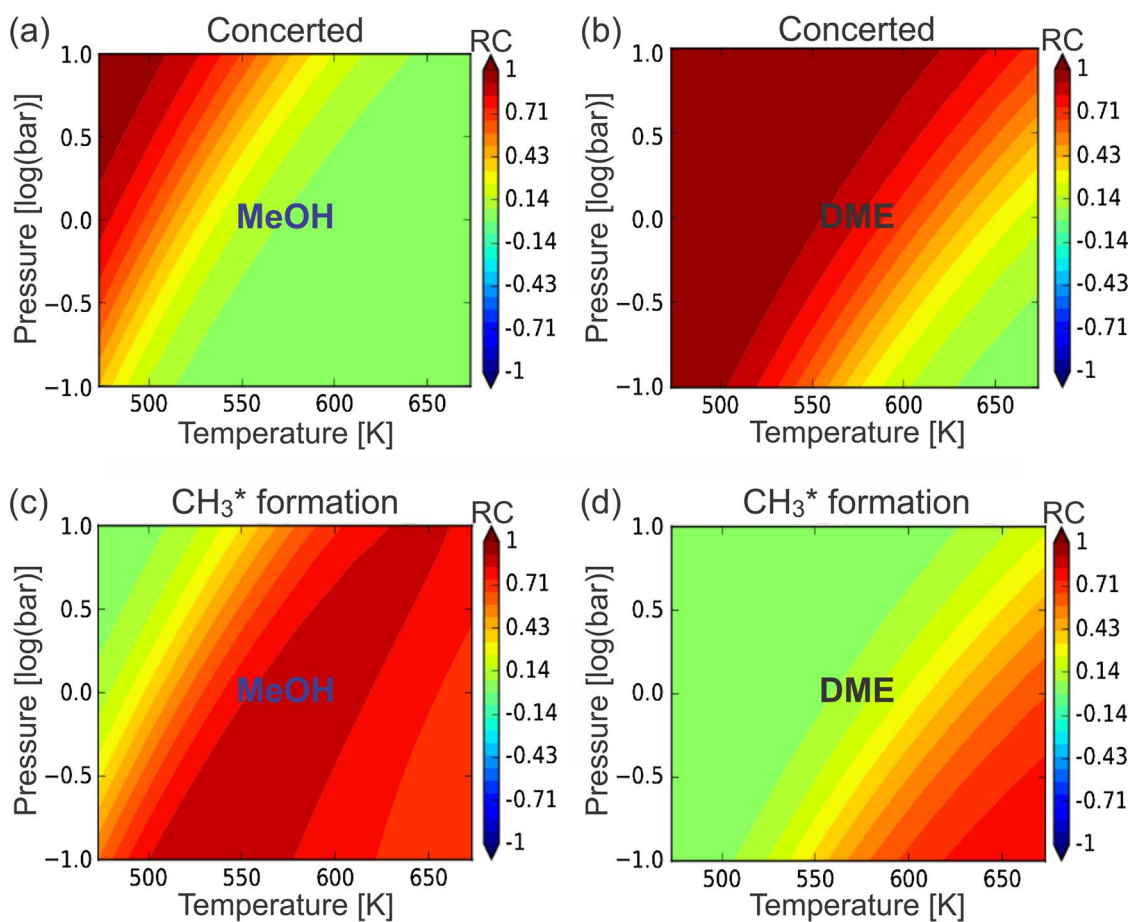 (a) Concerted RC
Pressure [log(bar)]
1.0
0.5
0.0
−0.5
−1.0
MeOH
500 550 600 650
Temperature [K]
1
0.71
0.43
0.14
-0.14
-0.43
-0.71
-1
(b) Concerted RC
Pressure [log(bar)]
1.0
0.5
0.0
−0.5
−1.0
DME
500 550 600 650
Temperature [K]
1
0.71
0.43
0.14
-0.14
-0.43
-0.71
-1
(c) CH₃* formation RC
Pressure [log(bar)]
1.0
0.5
0.0
−0.5
−1.0
MeOH
500 550 600 650
Temperature [K]
1
0.71
0.43
0.14
-0.14
-0.43
-0.71
-1
(d) CH₃* formation RC
Pressure [log(bar)]
1.0
0.5
0.0
−0.5
−1.0
DME
500 550 600 650
Temperature [K]
1
0.71
0.43
0.14
-0.14
-0.43
-0.71
-1